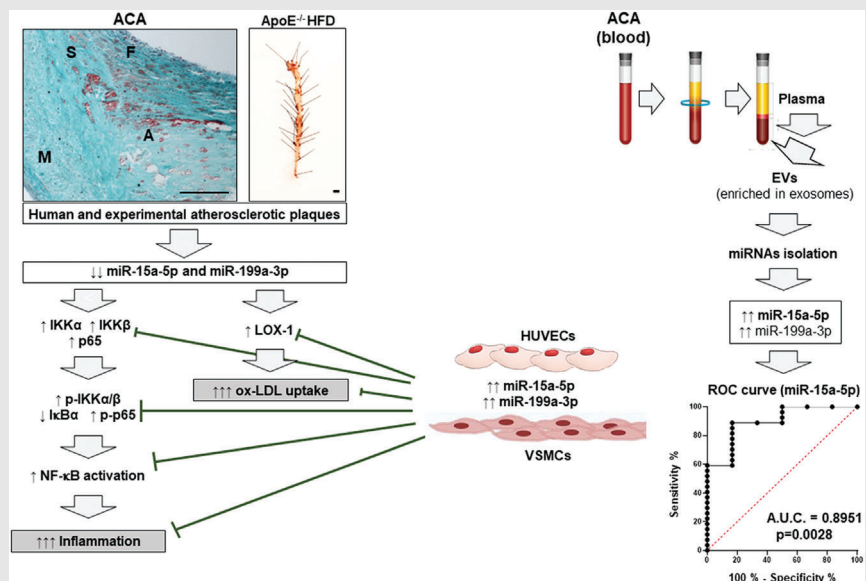 ACA
S
F
A
M
ApoE-/-HFD
Human and experimental atherosclerotic plaques
↓↓ miR-15a-5p and miR-199a-3p
↑ IKKα ↑ IKKβ
↑ p65
↑ LOX-1
↑ p-IKKα/β
↓ IκBα ↑ p-p65
↑↑↑ ox-LDL uptake
↑ NF-κB activation
↑↑↑ Inflammation
HUVECs
↑↑ miR-15a-5p
↑↑ miR-199a-3p
VSMCs
ACA
(blood)
Plasma
EVs
(enriched in exosomes)
miRNAs isolation
↑↑ miR-15a-5p
↑↑ miR-199a-3p
ROC curve (miR-15a-5p)
Sensitivity %
100
80
60
40
20
0
A.U.C. = 0.8951
p=0.0028
0 20 40 60 80 100
100 % - Specificity %